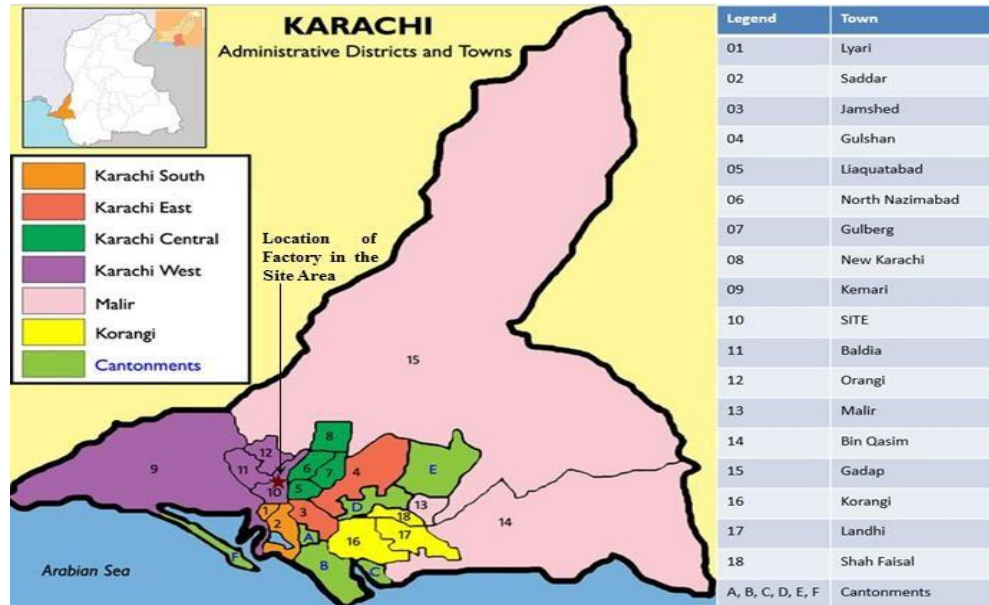 KARACHI
Administrative Districts and Towns
Karachi South
Karachi East
Karachi Central
Karachi West
Malir
Korangi
Cantonments
Location of
Factory in the
Site Area
15
8
12
11
6
7
4
E
9
10
5
D
13
14
1
2
3
18
A
16
17
F
B
C
Arabian Sea
Legend Town
01 Lyari
02 Saddar
03 Jamshed
04 Gulshan
05 Liaquatabad
06 North Nazimabad
07 Gulberg
08 New Karachi
09 Kemari
10 SITE
11 Baldia
12 Orangi
13 Malir
14 Bin Qasim
15 Gadap
16 Korangi
17 Landhi
18 Shah Faisal
A, B, C, D, E, F Cantonments